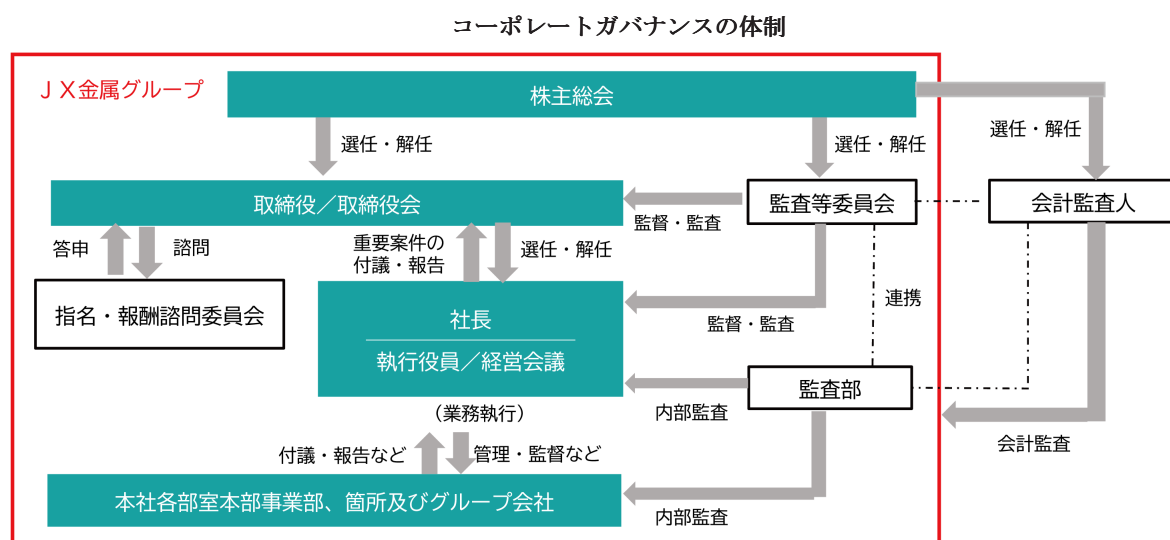 コーポレートガバナンスの体制
ＪＸ金属グループ
株主総会
選任・解任
選任・解任
選任・解任
取締役／取締役会
監査等委員会
会計監査人
監督・監査
答申
諮問
重要案件の
付議・報告
選任・解任
指名・報酬諮問委員会
社長
執行役員／経営会議
監督・監査
連携
監査部
内部監査
（業務執行）
会計監査
付議・報告など
管理・監督など
本社各部室本部事業部、箇所及びグループ会社
内部監査